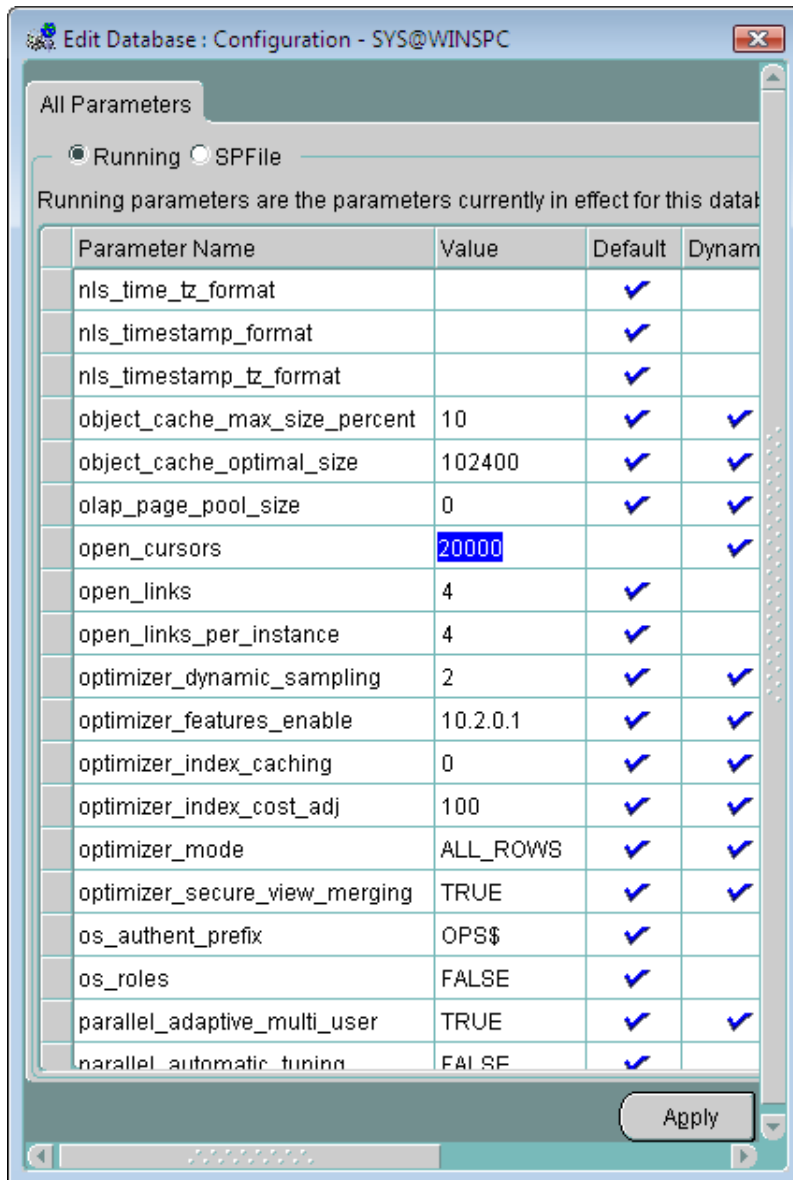 Edit Database : Configuration - SYS@WINSPC
All Parameters
Running SPFile
Running parameters are the parameters currently in effect for this datab
Parameter Name Value Default Dynam
nls_time_tz_format
nls_timestamp_format
nls_timestamp_tz_format
object_cache_max_size_percent 10
object_cache_optimal_size 102400
olap_page_pool_size 0
open_cursors 20000
open_links 4
open_links_per_instance 4
optimizer_dynamic_sampling 2
optimizer_features_enable 10.2.0.1
optimizer_index_caching 0
optimizer_index_cost_adj 100
optimizer_mode ALL_ROWS
optimizer_secure_view_merging TRUE
os_authent_prefix OPS$
os_roles FALSE
parallel_adaptive_multi_user TRUE
parallel_automatic_tuning FALSE
Apply